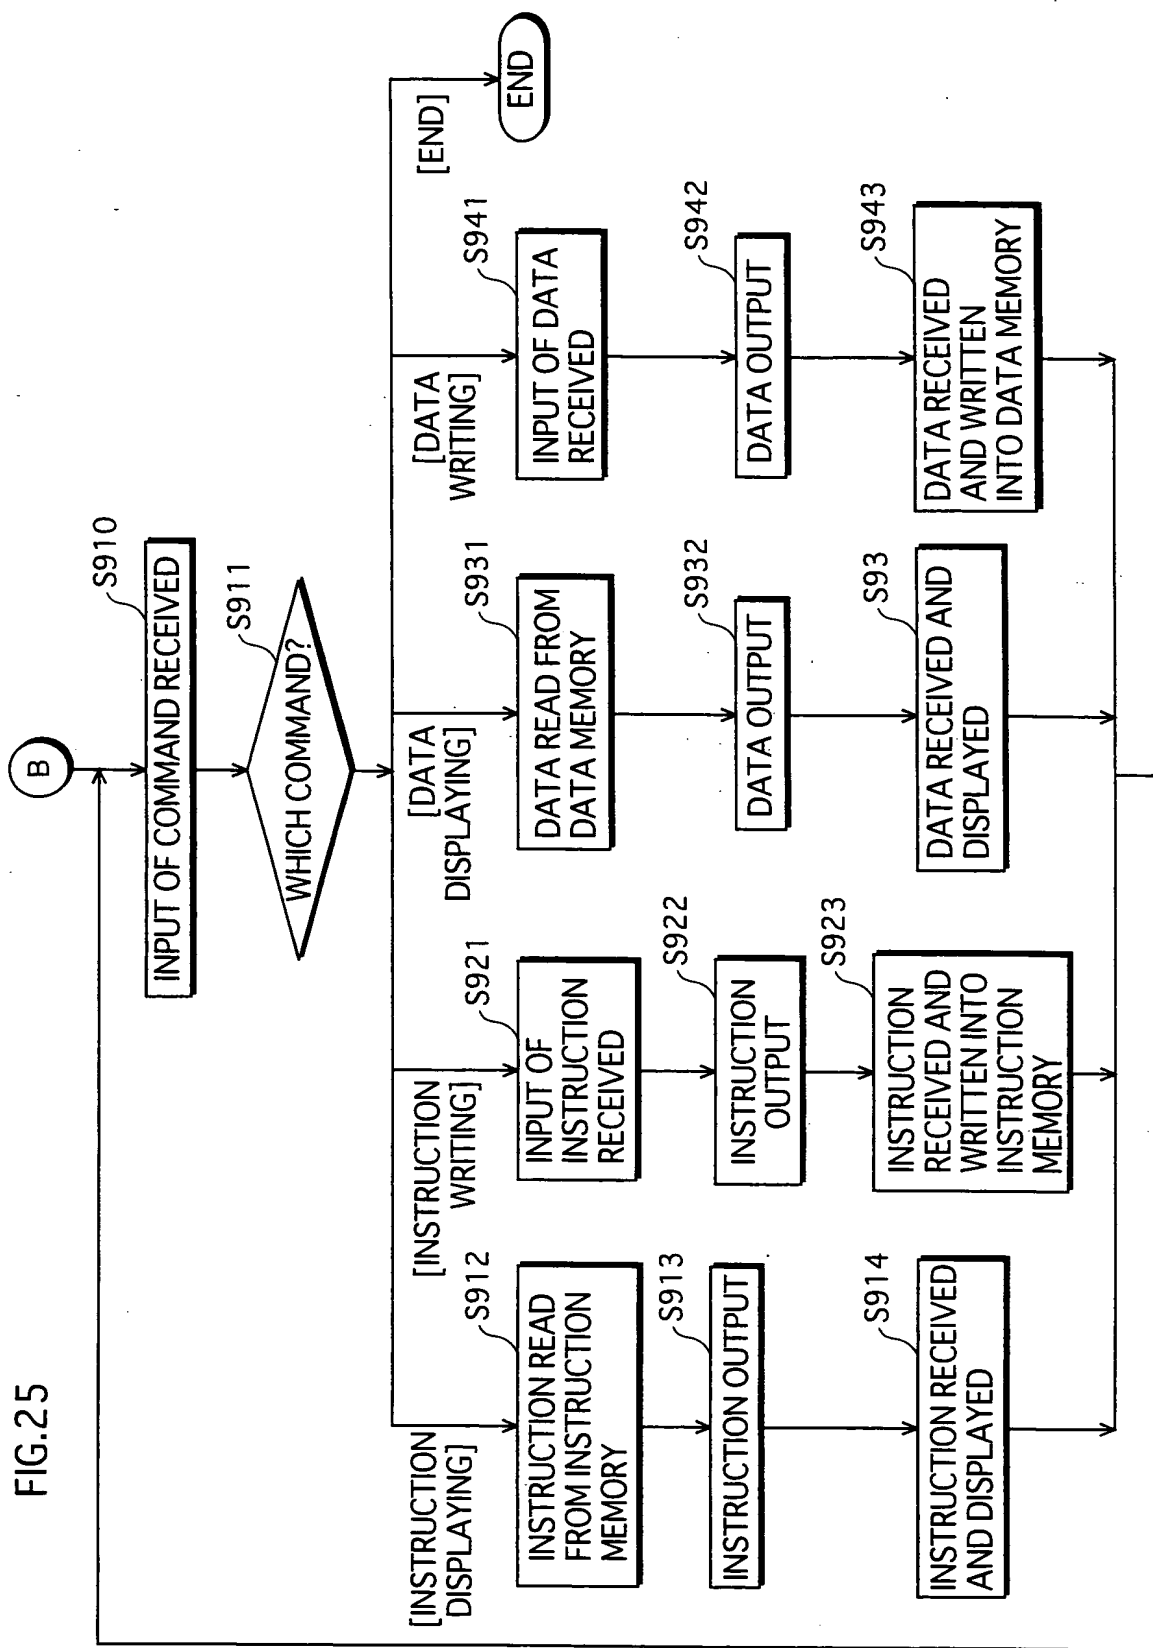 FIG.25
B
S910
INPUT OF COMMAND RECEIVED
S911
WHICH COMMAND?
[INSTRUCTION
DISPLAYING]
S912
INSTRUCTION READ
FROM INSTRUCTION
MEMORY
S913
INSTRUCTION OUTPUT
S914
INSTRUCTION RECEIVED
AND DISPLAYED
[INSTRUCTION
WRITING]
S921
INPUT OF
INSTRUCTION
RECEIVED
S922
INSTRUCTION
OUTPUT
S923
INSTRUCTION
RECEIVED AND
WRITTEN INTO
INSTRUCTION
MEMORY
[DATA
DISPLAYING]
S931
DATA READ FROM
DATA MEMORY
S932
DATA OUTPUT
S93
DATA RECEIVED AND
DISPLAYED
[DATA
WRITING]
S941
INPUT OF DATA
RECEIVED
S942
DATA OUTPUT
S943
DATA RECEIVED
AND WRITTEN
INTO DATA MEMORY
[END]
END